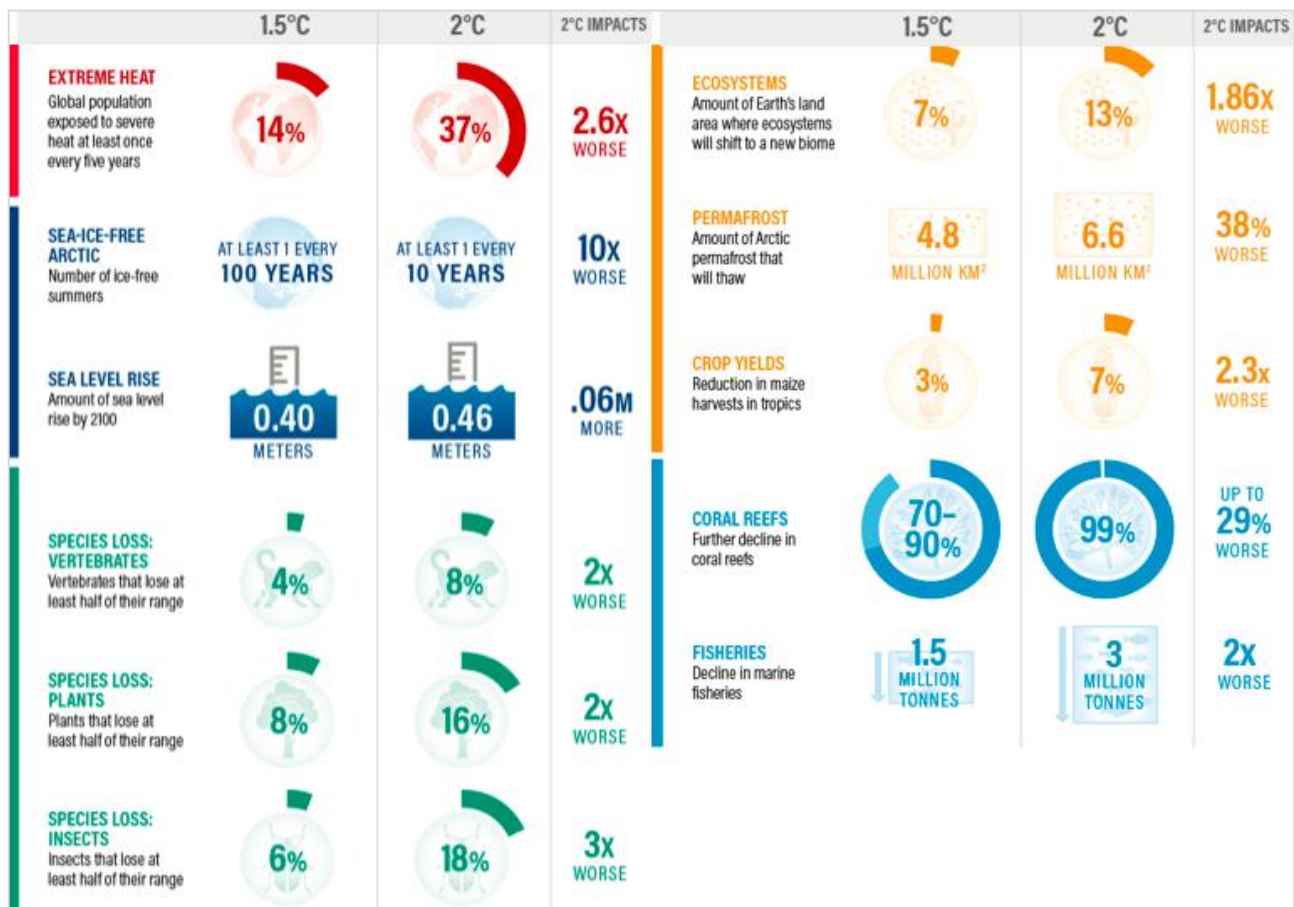 1.5°C 2°C 2°C IMPACTS
EXTREME HEAT
Global population
exposed to severe
heat at least once
every five years
14%
37%
2.6x
WORSE
SEA-ICE-FREE
ARCTIC
Number of ice-free
summers
AT LEAST 1 EVERY
100 YEARS
AT LEAST 1 EVERY
10 YEARS
10x
WORSE
SEA LEVEL RISE
Amount of sea level
rise by 2100
0.40
METERS
0.46
METERS
.06M
MORE
SPECIES LOSS:
VERTEBRATES
Vertebrates that lose at
least half of their range
4%
8%
2x
WORSE
SPECIES LOSS:
PLANTS
Plants that lose at
least half of their range
8%
16%
2x
WORSE
SPECIES LOSS:
INSECTS
Insects that lose at
least half of their range
6%
18%
3x
WORSE
1.5°C 2°C 2°C IMPACTS
ECOSYSTEMS
Amount of Earth's land
area where ecosystems
will shift to a new biome
7%
13%
1.86x
WORSE
PERMAFROST
Amount of Arctic
permafrost that
will thaw
4.8
MILLION KM²
6.6
MILLION KM²
38%
WORSE
CROP YIELDS
Reduction in maize
harvests in tropics
3%
7%
2.3x
WORSE
CORAL REEFS
Further decline in
coral reefs
70–
90%
99%
UP TO
29%
WORSE
FISHERIES
Decline in marine
fisheries
1.5
MILLION
TONNES
3
MILLION
TONNES
2x
WORSE